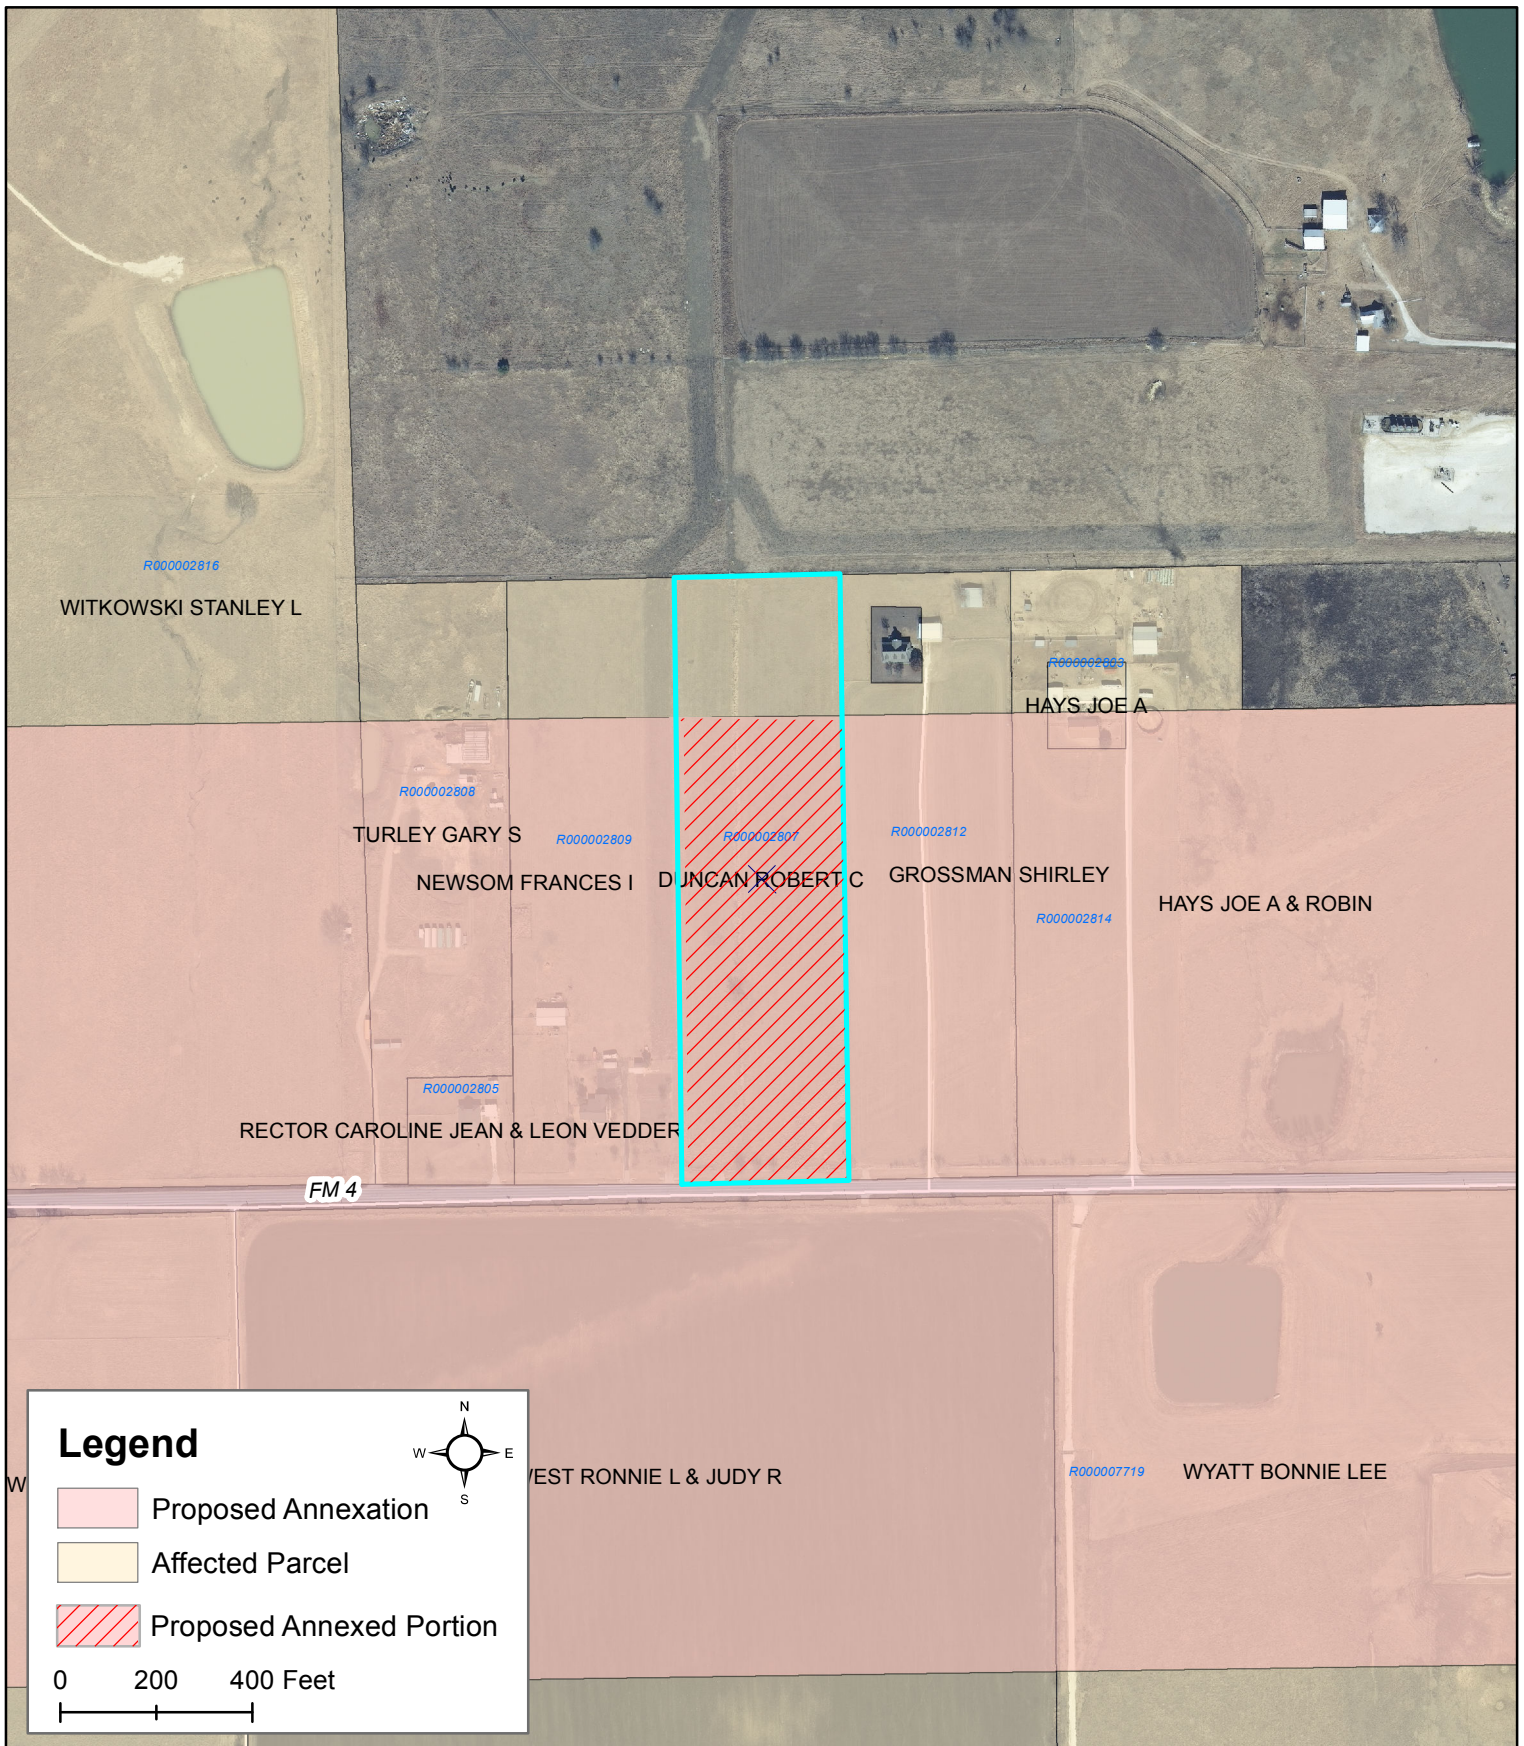 R000002816
WITKOWSKI STANLEY L
R000002803
HAYS JOE A
R000002808
TURLEY GARY S
R000002809
NEWSOM FRANCES I
R000002807
DUNCAN ROBERT C
R000002812
GROSSMAN SHIRLEY
R000002814
HAYS JOE A & ROBIN
R000002805
RECTOR CAROLINE JEAN & LEON VEDDER
FM 4
W
WEST RONNIE L & JUDY R
R000007719
WYATT BONNIE LEE
Legend
N
W E
S
Proposed Annexation
Affected Parcel
Proposed Annexed Portion
0 200 400 Feet